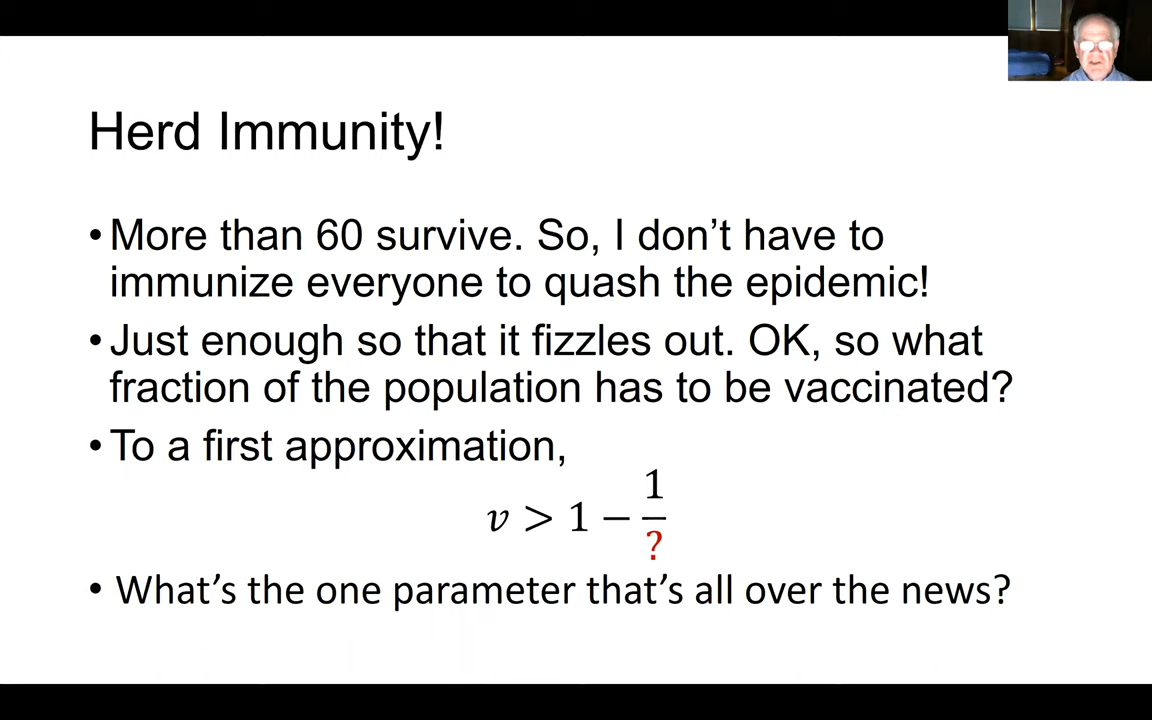 Herd Immunity!
• More than 60 survive. So, I don’t have to
immunize everyone to quash the epidemic!
• Just enough so that it fizzles out. OK, so what
fraction of the population has to be vaccinated?
• To a first approximation,
𝑣 > 1 − 1/?
• What’s the one parameter that’s all over the news?